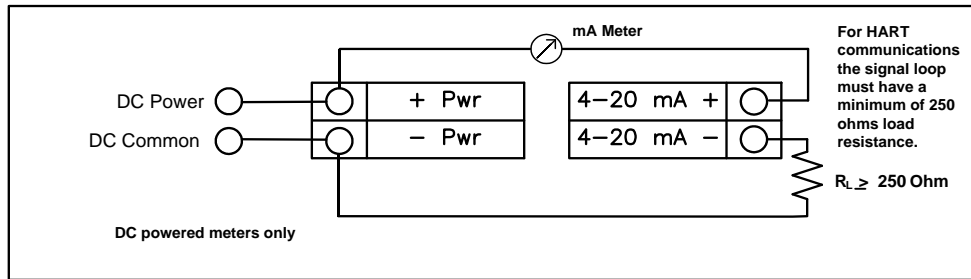 mA Meter
For HART
communications
the signal loop
must have a
minimum of 250
ohms load
resistance.
DC Power
+ Pwr
4-20 mA +
DC Common
- Pwr
4-20 mA -
RL ≥ 250 Ohm
DC powered meters only